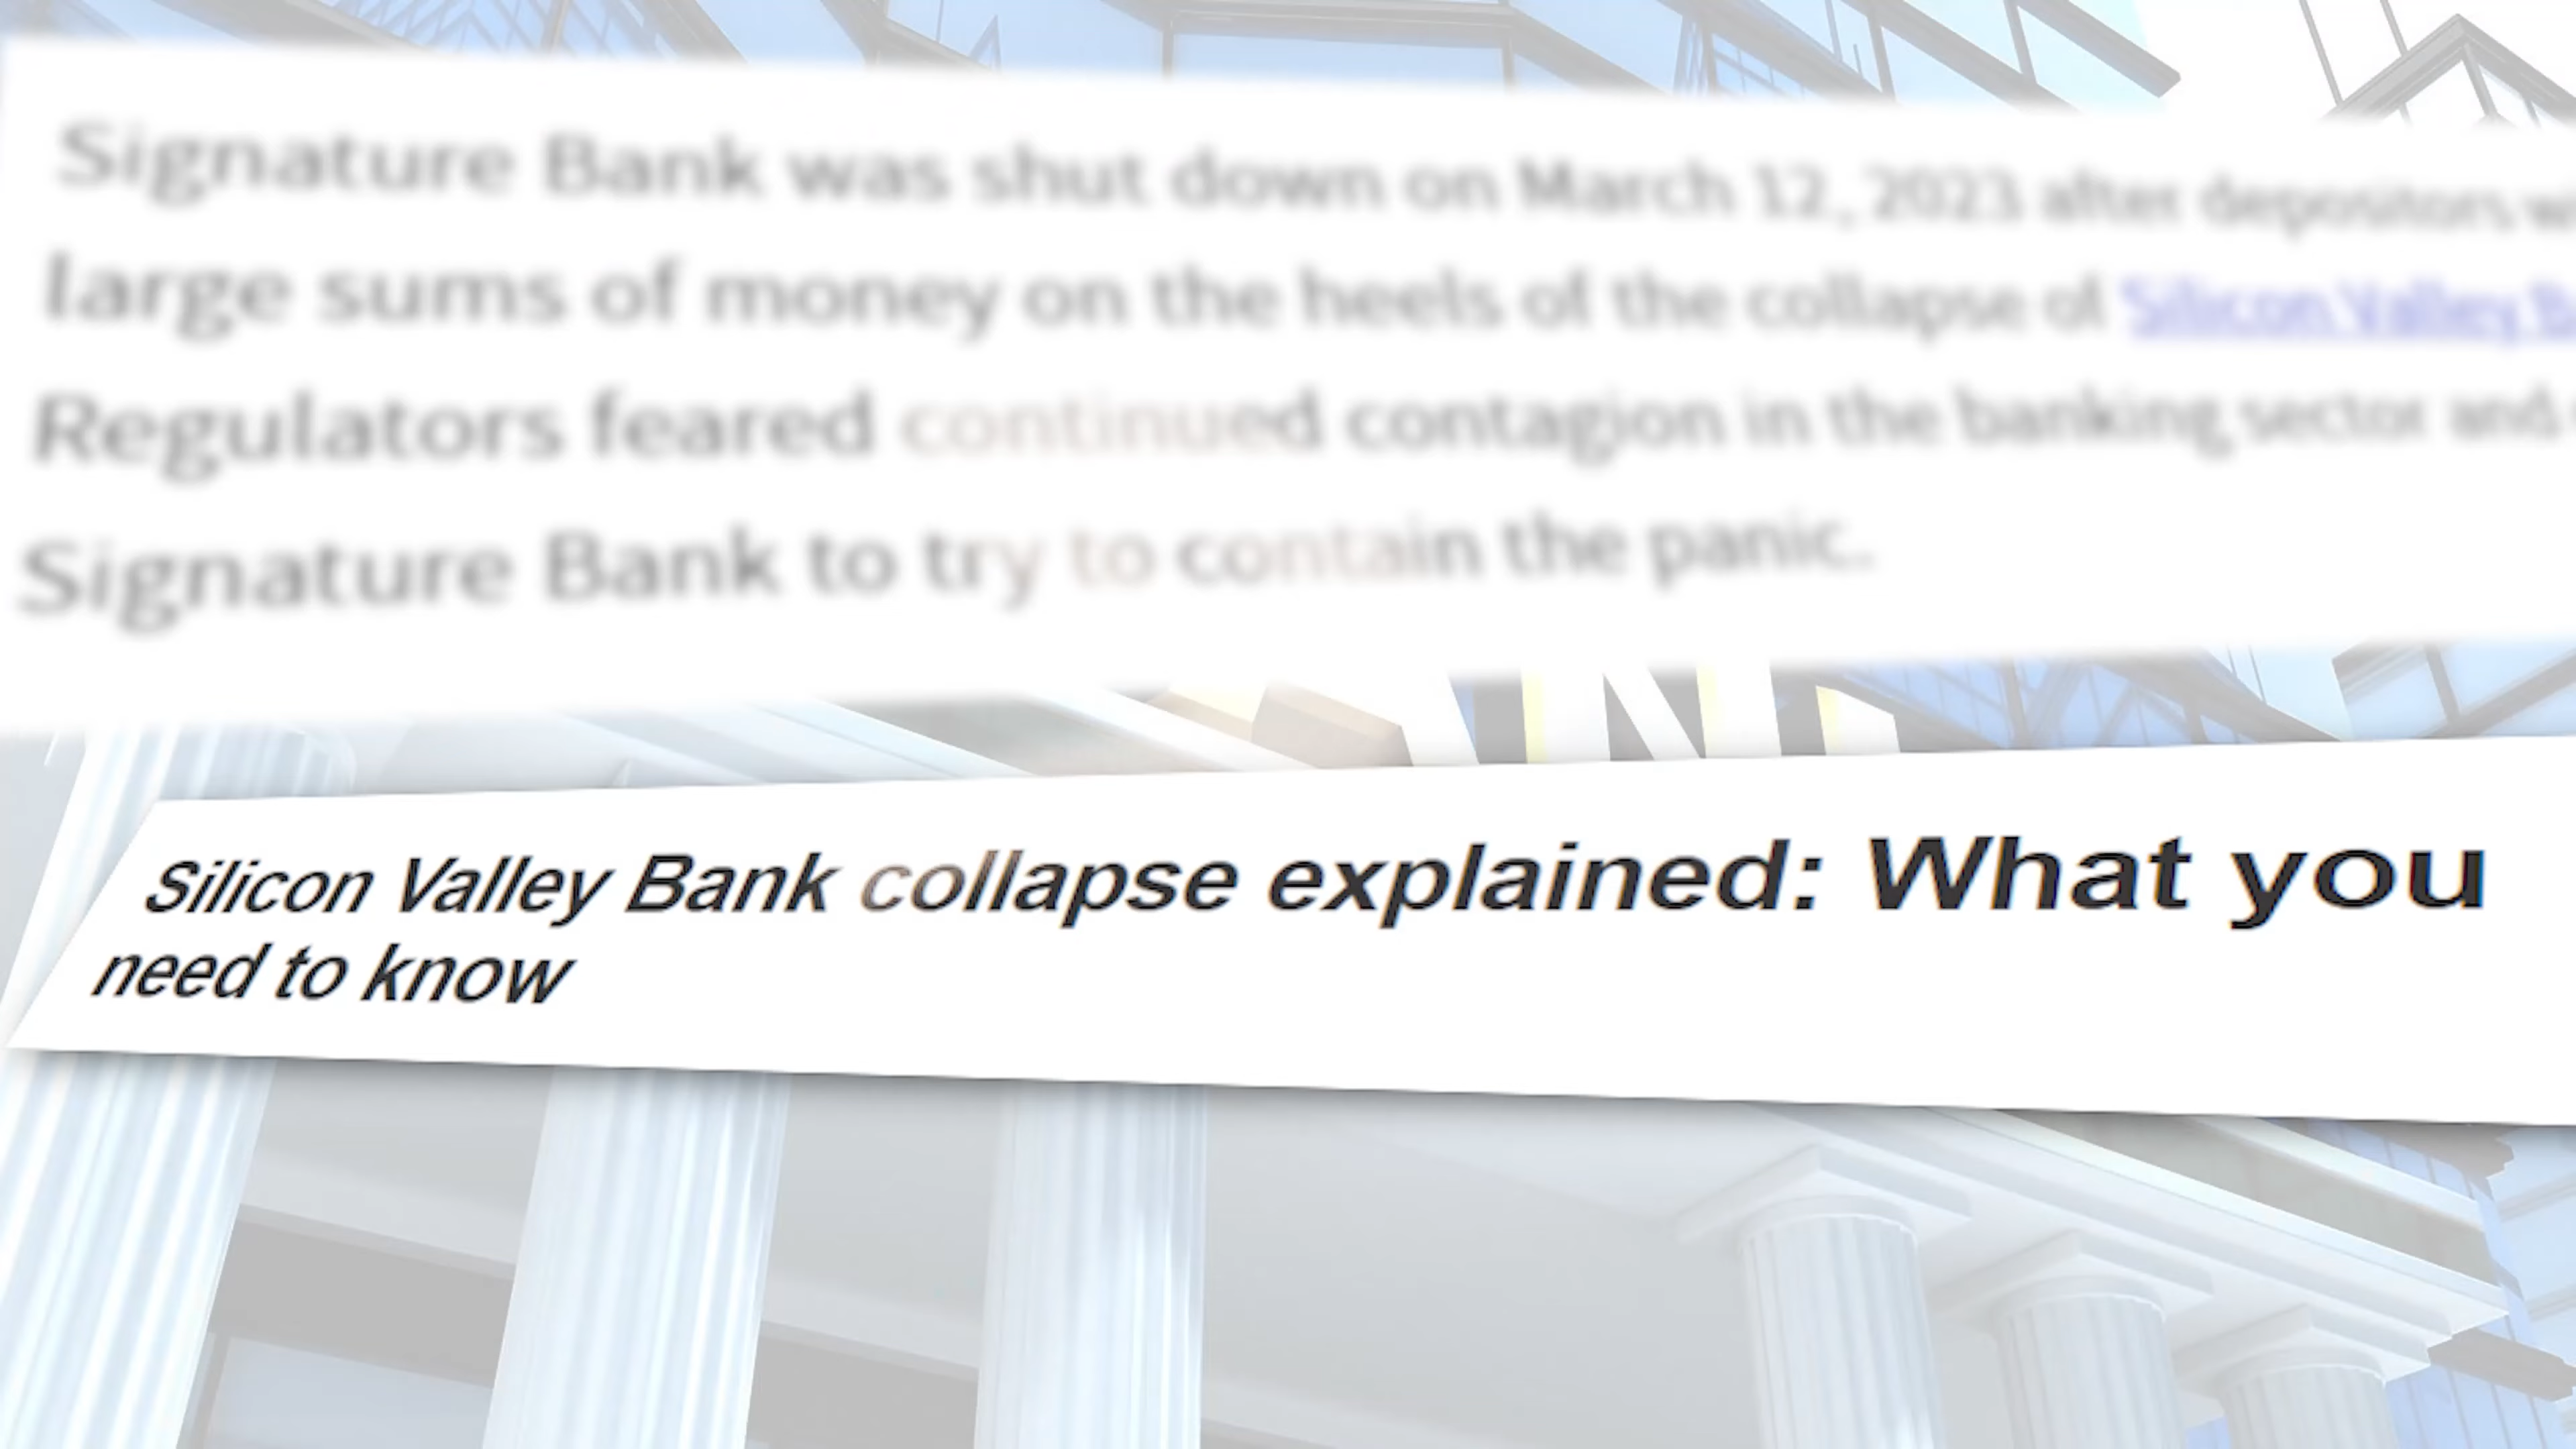 Signature Bank was shut down on March 12, 2023 after depositors
large sums of money on the heels of the collapse of Silicon Valley
Regulators feared continued contagion in the banking sector and
Signature Bank to try to contain the panic.
Silicon Valley Bank collapse explained: What you
need to know